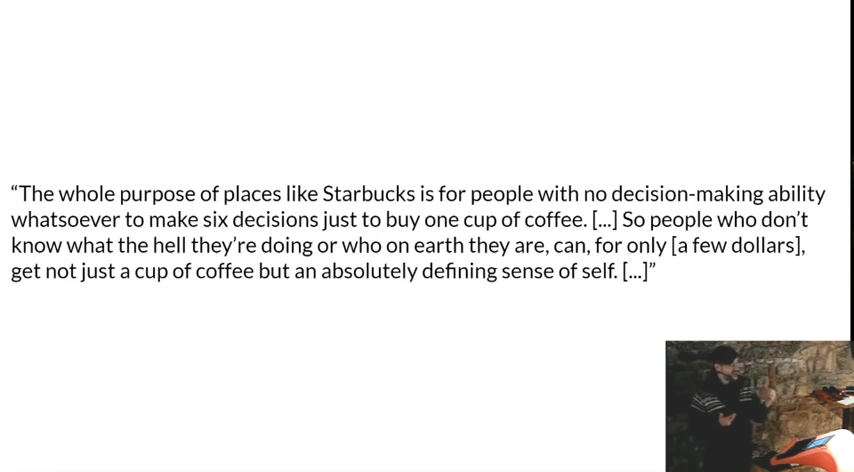 “The whole purpose of places like Starbucks is for people with no decision-making ability
whatsoever to make six decisions just to buy one cup of coffee. [...] So people who don’t
know what the hell they’re doing or who on earth they are, can, for only [a few dollars],
get not just a cup of coffee but an absolutely defining sense of self. [...]”